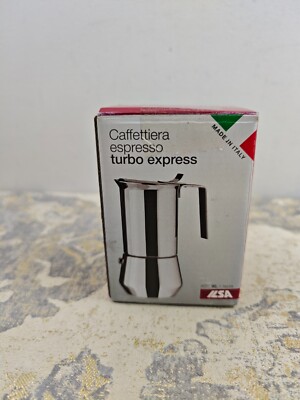 Caffettiera
espresso
turbo express
MADE IN ITALY
ILSA